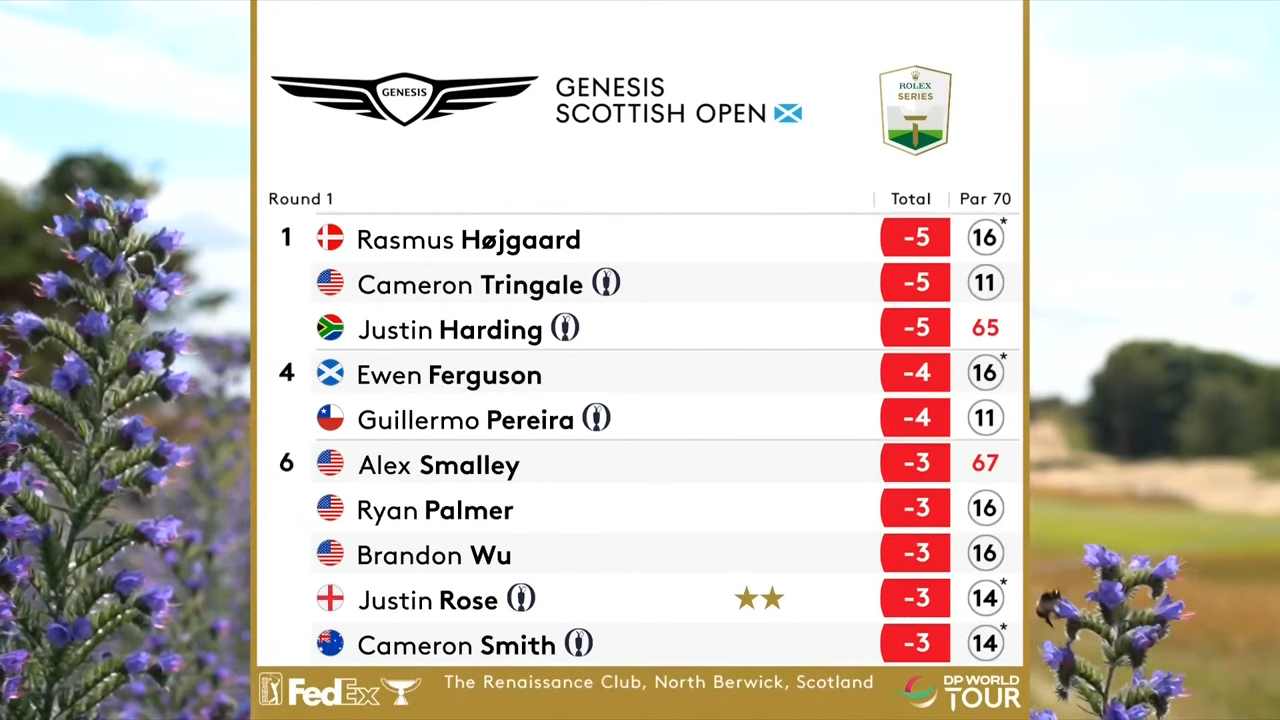 GENESIS
GENESIS
SCOTTISH OPEN
ROLEX
SERIES
Round 1 Total Par 70
1 Rasmus Højgaard -5 16*
Cameron Tringale -5 11
Justin Harding -5 65
4 Ewen Ferguson -4 16*
Guillermo Pereira -4 11
6 Alex Smalley -3 67
Ryan Palmer -3 16
Brandon Wu -3 16
Justin Rose ★★ -3 14*
Cameron Smith -3 14*
FedEx The Renaissance Club, North Berwick, Scotland DP WORLD
TOUR